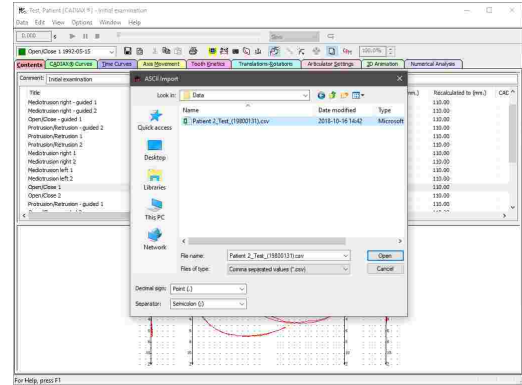 Test, Patient [CADIAX®] - Initial examination
Data Edit View Options Window Help
0.000 s
Open/Close 1 1992-05-15
100.0%
Contents CADIAX® Curves Time Curves Axis Movement Tooth Kinetics Translations-Rotations Articulator Settings 3D Animation Numerical Analysis
Comment: Initial examination
Title
Recalculated to [mm.]
Mediotrusion right - guided 1 110.00
Mediotrusion right - guided 2 110.00
Open/Close - guided 1 110.00
Protrusion/Retrusion - guided 2 110.00
Protrusion/Retrusion 1 110.00
Protrusion/Retrusion 2 110.00
Mediotrusion right 1 110.00
Mediotrusion right 2 110.00
Mediotrusion left 1 110.00
Mediotrusion left 2 110.00
Open/Close 1 110.00
Open/Close 2 110.00
Protrusion/Retrusion - guided 1 110.00
ASCII Import
Look in: Data
Name Date modified Type
Patient 2_Test_(19800131).csv 2018-10-16 14:42 Microsoft
Quick access
Desktop
Libraries
This PC
Network
File name: Patient 2_Test_(19800131).csv Open
Files of type: Comma separated values (*.csv) Cancel
Decimal sign: Point (.)
Separator: Semicolon (;)
For Help, press F1